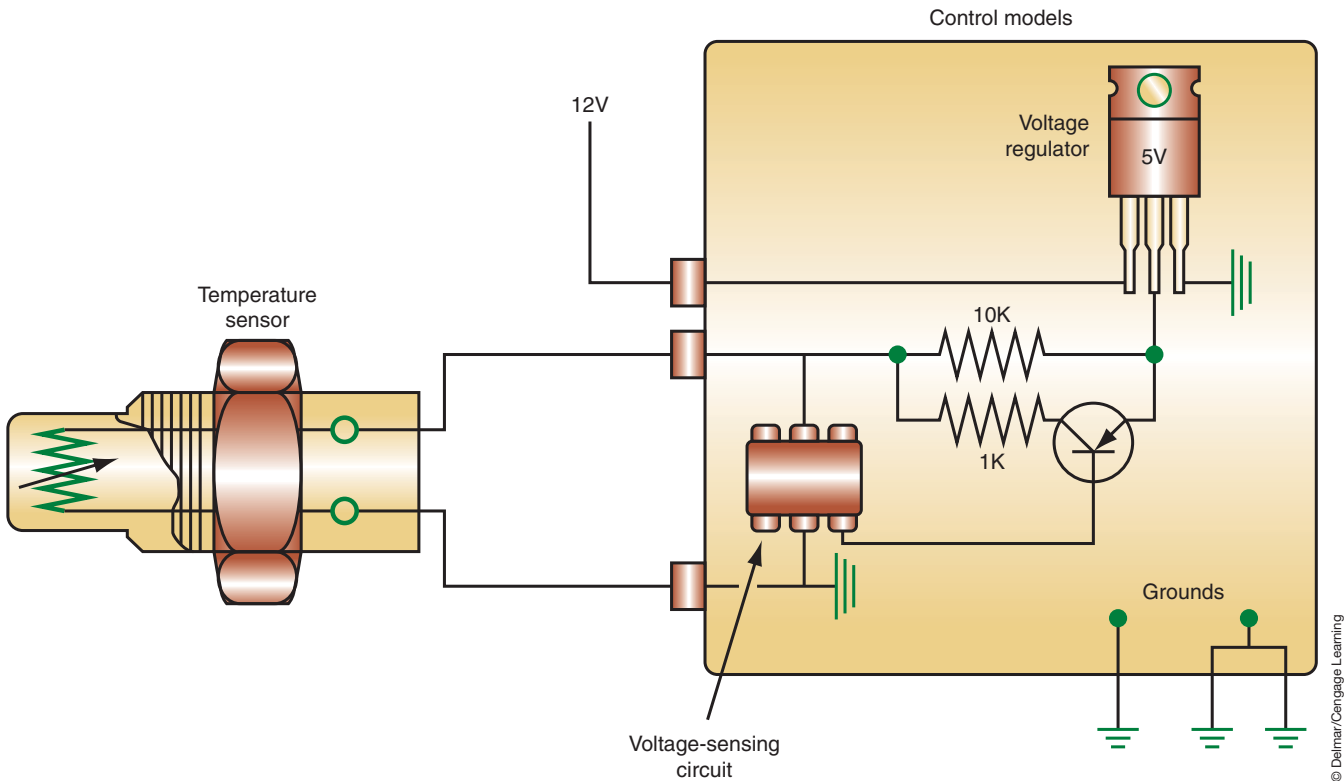 Control models
12V
Voltage
regulator
5V
Temperature
sensor
10K
1K
Grounds
Voltage-sensing
circuit
© Delmar/Cengage Learning